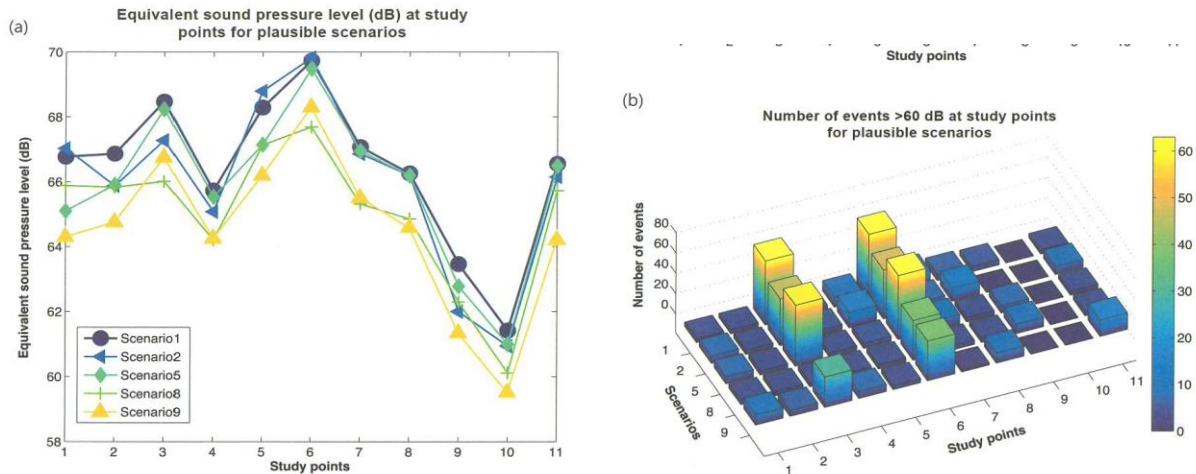 (a)
Equivalent sound pressure level (dB) at study
points for plausible scenarios
Equivalent sound pressure level (dB)
70
68
66
64
62
60
58
Scenario1
Scenario2
Scenario5
Scenario8
Scenario9
1 2 3 4 5 6 7 8 9 10 11
Study points
Study points
(b)
Number of events >60 dB at study points
for plausible scenarios
Number of events
80
60
40
20
0
1
2
5
8
9
Scenarios
1 2 3 4 5 6 7 8 9 10 11
Study points
60
50
40
30
20
10
0